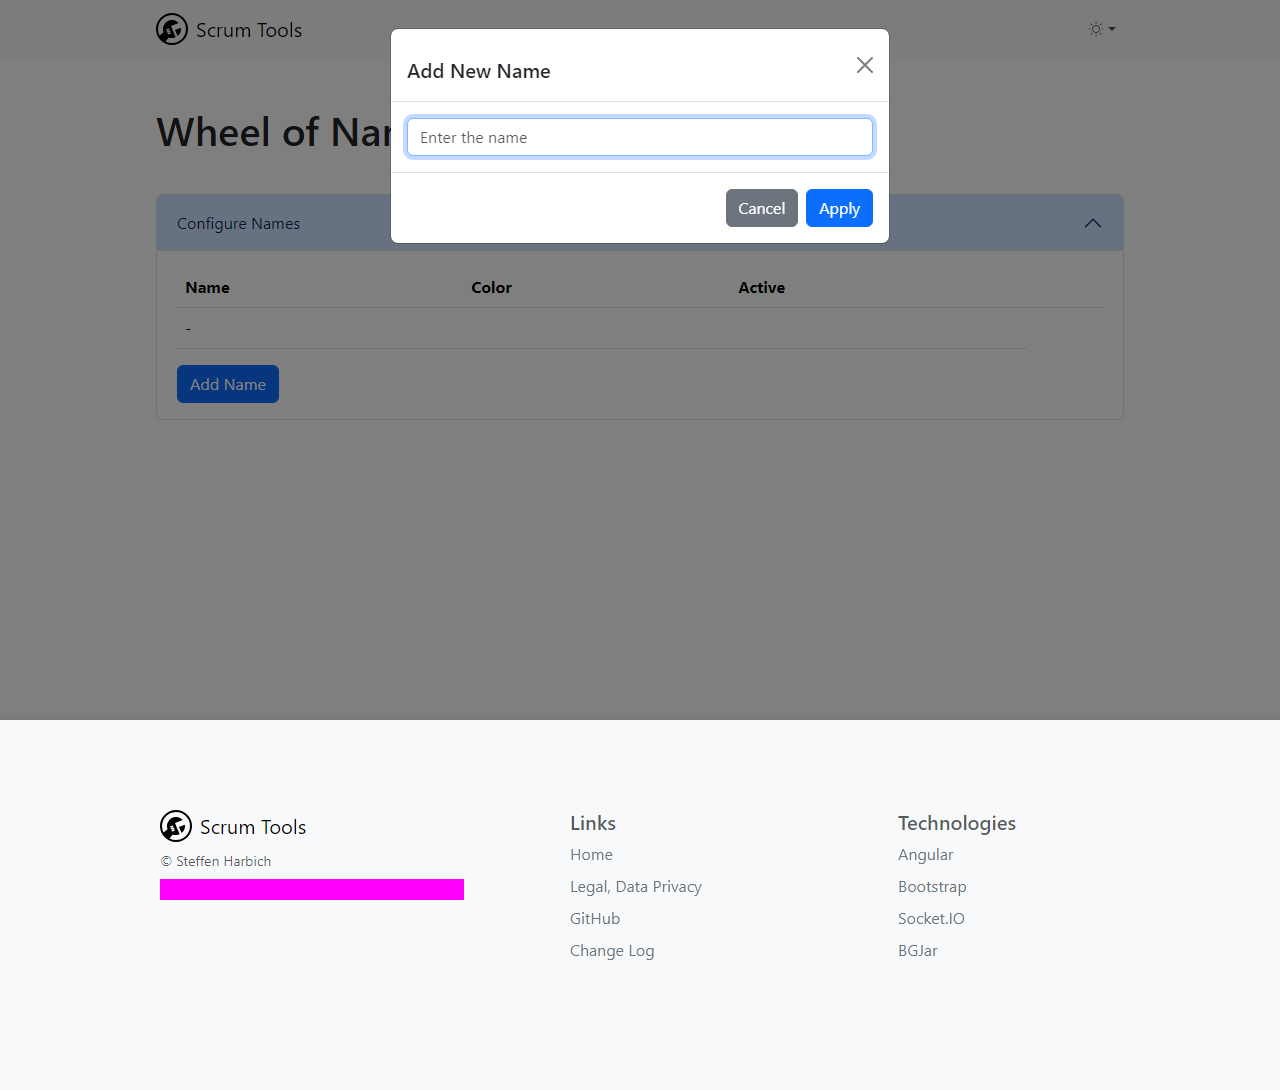 Scrum Tools
Add New Name
Wheel of Na
Enter the name
Cancel
Apply
Configure Names
Name
Color
Active
-
Add Name
Scrum Tools
© Steffen Harbich
Links
Home
Legal, Data Privacy
GitHub
Change Log
Technologies
Angular
Bootstrap
Socket.IO
BGJar